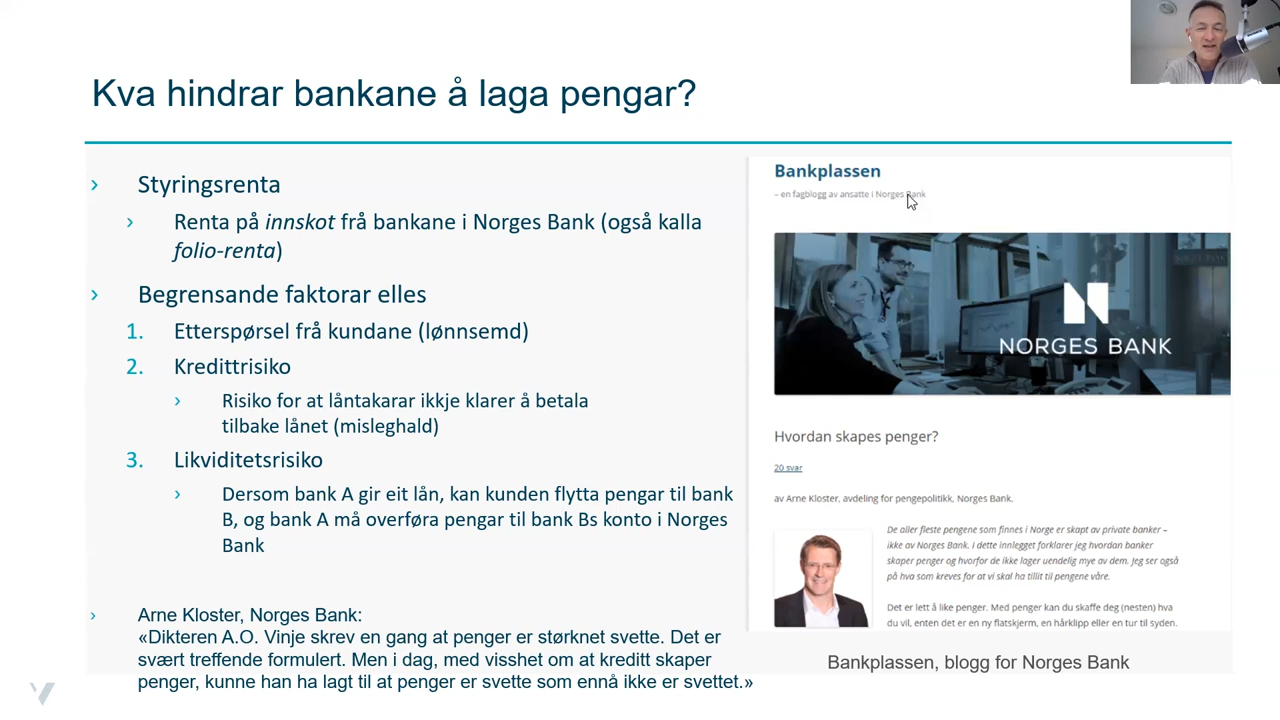 Kva hindrar bankane å laga pengar?
Styringsrenta
Renta på innskot frå bankane i Norges Bank (også kalla
folio-renta)
Begrensande faktorar elles
1. Etterspørsel frå kundane (lønnsemd)
2. Kredittrisiko
Risiko for at låntakarar ikkje klarer å betala
tilbake lånet (misleghald)
3. Likviditetsrisiko
Dersom bank A gir eit lån, kan kunden flytta pengar til bank
B, og bank A må overføra pengar til bank Bs konto i Norges
Bank
Arne Kloster, Norges Bank:
«Dikteren A.O. Vinje skrev en gang at penger er størknet svette. Det er
svært treffende formulert. Men i dag, med visshet om at kreditt skaper
penger, kunne han ha lagt til at penger er svette som ennå ikke er svettet.»
Bankplassen
– en fagblogg av ansatte i Norges Bank
NORGES BANK
Hvordan skapes penger?
20 svar
av Arne Kloster, avdeling for pengepolitikk, Norges Bank.
De aller fleste pengene som finnes i Norge er skapt av private banker –
ikke av Norges Bank. I dette innlegget forklarer jeg hvordan banker
skaper penger og hvorfor de ikke lager uendelig mye av dem. Jeg ser også
på hva som kreves for at vi skal ha tillit til pengene våre.
Det er lett å like penger. Med penger kan du skaffe deg (nesten) hva
du vil, enten det er en ny flatskjerm, en hårklipp eller en tur til syden.
Bankplassen, blogg for Norges Bank